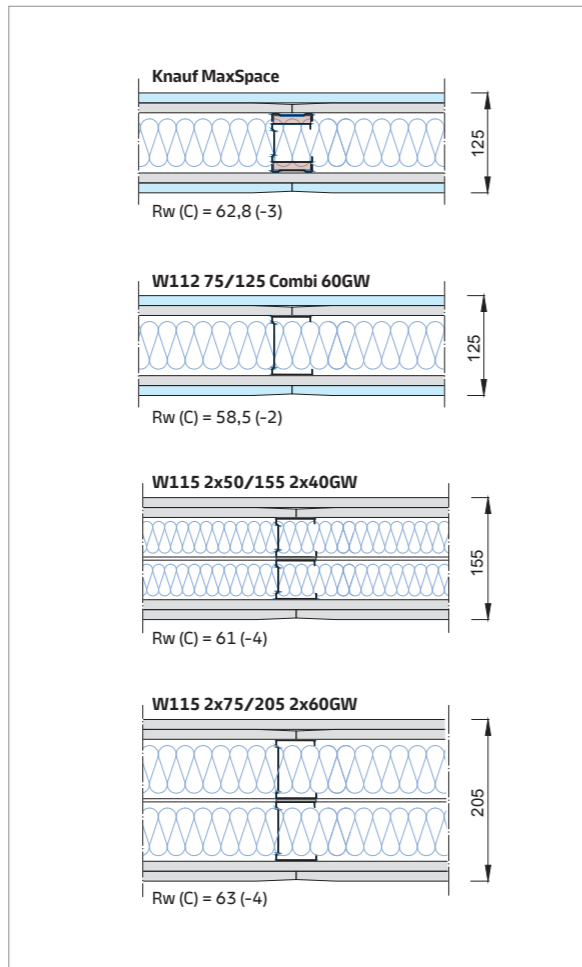 Knauf MaxSpace
125
Rw (C) = 62,8 (-3)
W112 75/125 Combi 60GW
125
Rw (C) = 58,5 (-2)
W115 2x50/155 2x40GW
155
Rw (C) = 61 (-4)
W115 2x75/205 2x60GW
205
Rw (C) = 63 (-4)